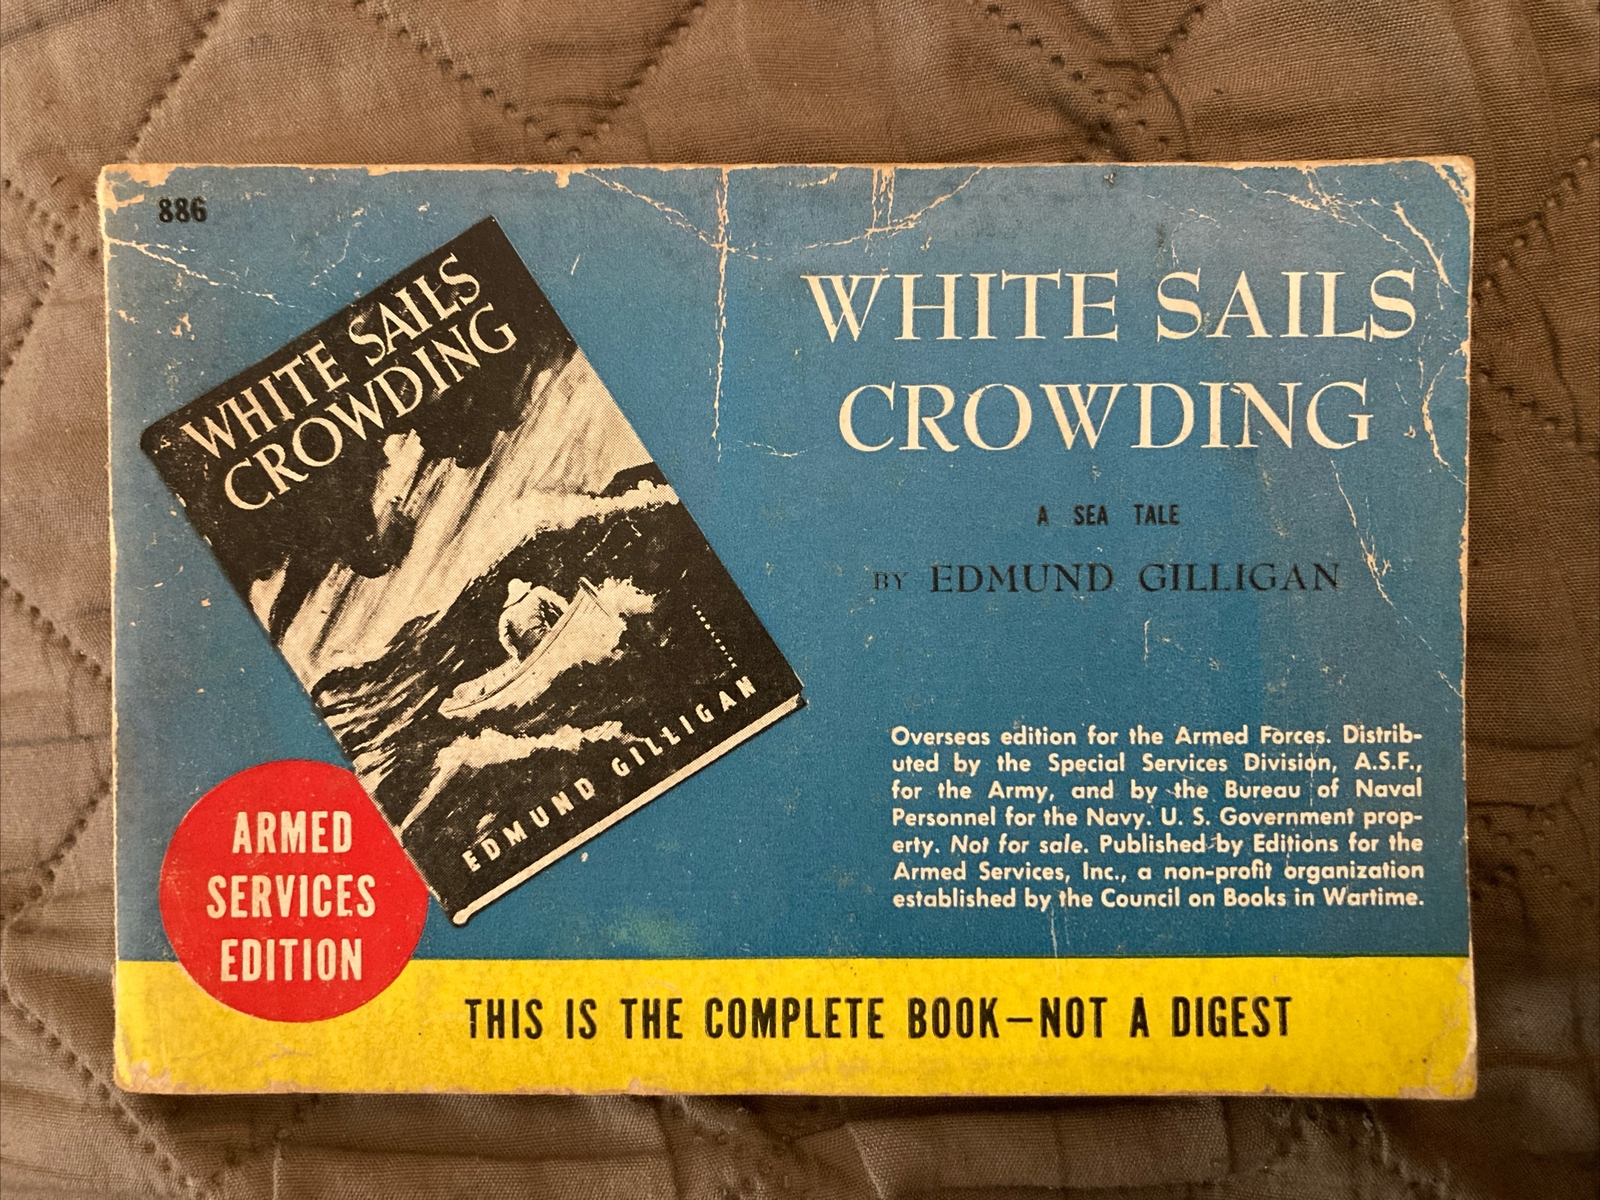 886
WHITE SAILS
CROWDING
EDMUND GILLIGAN
ARMED
SERVICES
EDITION
WHITE SAILS
CROWDING
A SEA TALE
BY EDMUND GILLIGAN
Overseas edition for the Armed Forces. Distrib-
uted by the Special Services Division, A.S.F.,
for the Army, and by the Bureau of Naval
Personnel for the Navy. U. S. Government prop-
erty. Not for sale. Published by Editions for the
Armed Services, Inc., a non-profit organization
established by the Council on Books in Wartime.
THIS IS THE COMPLETE BOOK—NOT A DIGEST